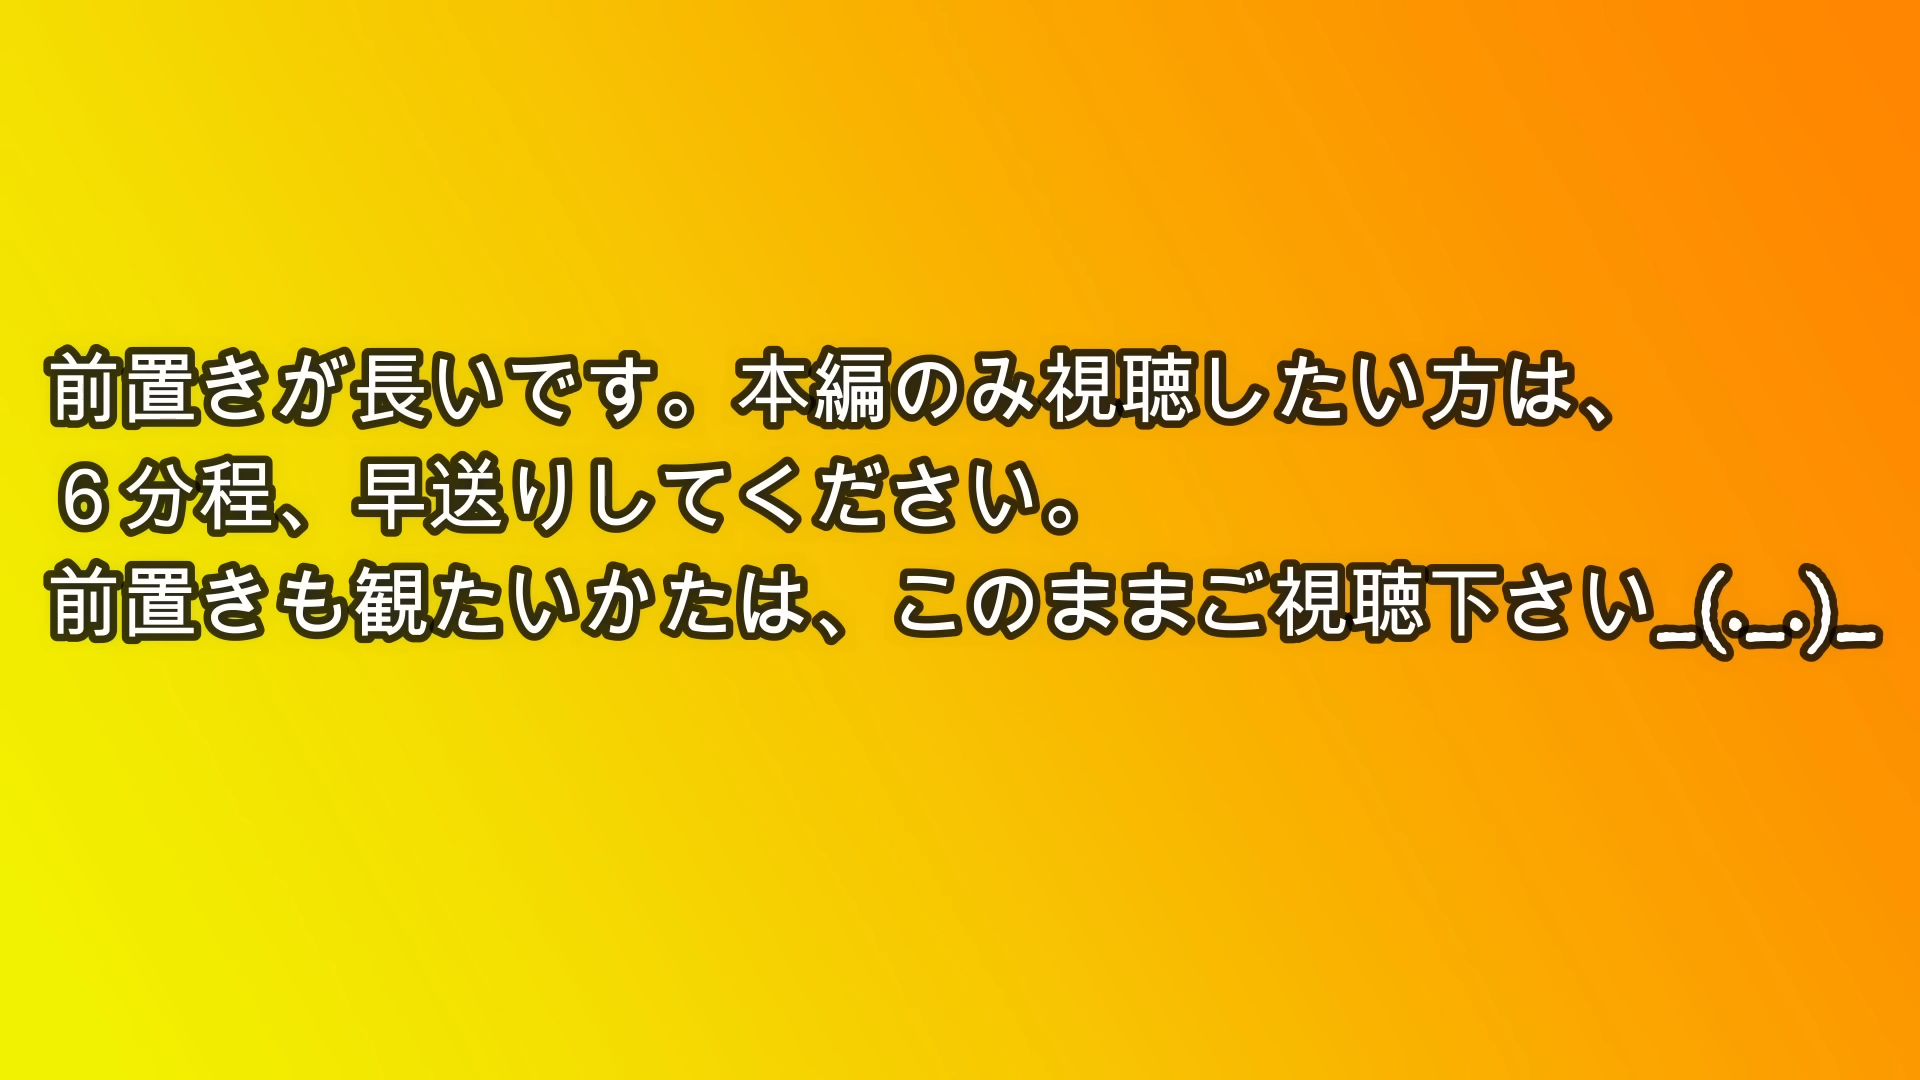 前置きが長いです。本編のみ視聴したい方は、
６分程、早送りしてください。
前置きも観たいかたは、このままご視聴下さい_(._.)_